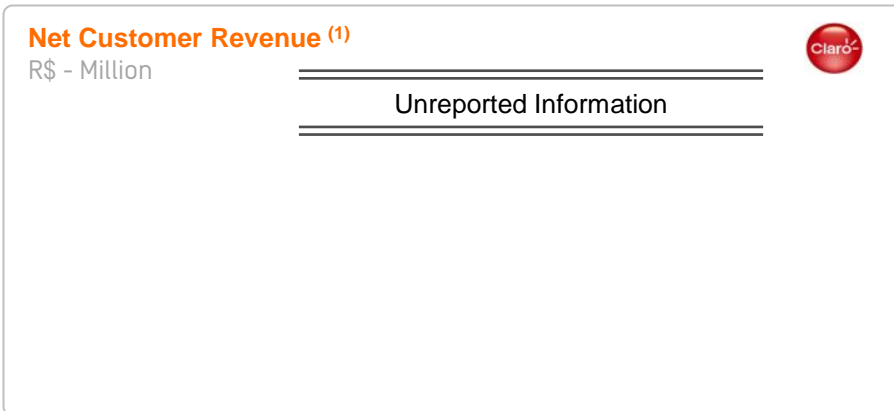 Net Customer Revenue (1)
Claro
R$ - Million
Unreported Information